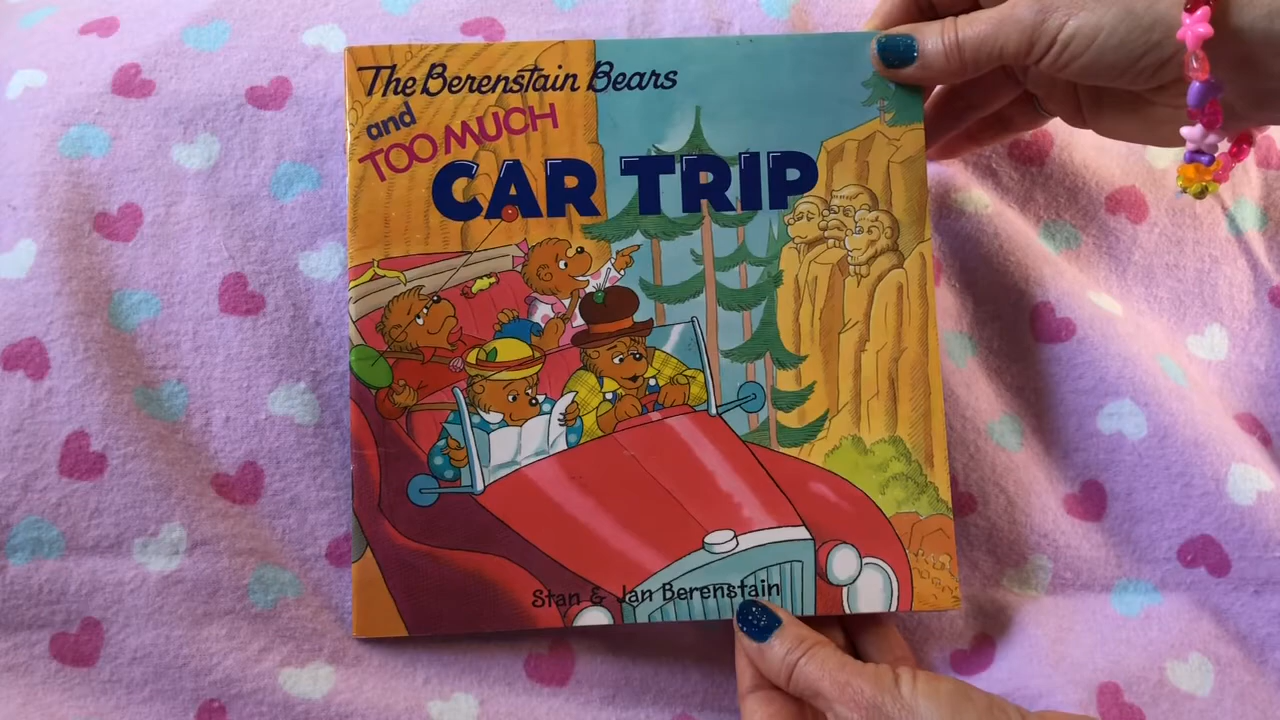 The Berenstain Bears
and
TOO MUCH
CAR TRIP
Stan & Jan Berenstain